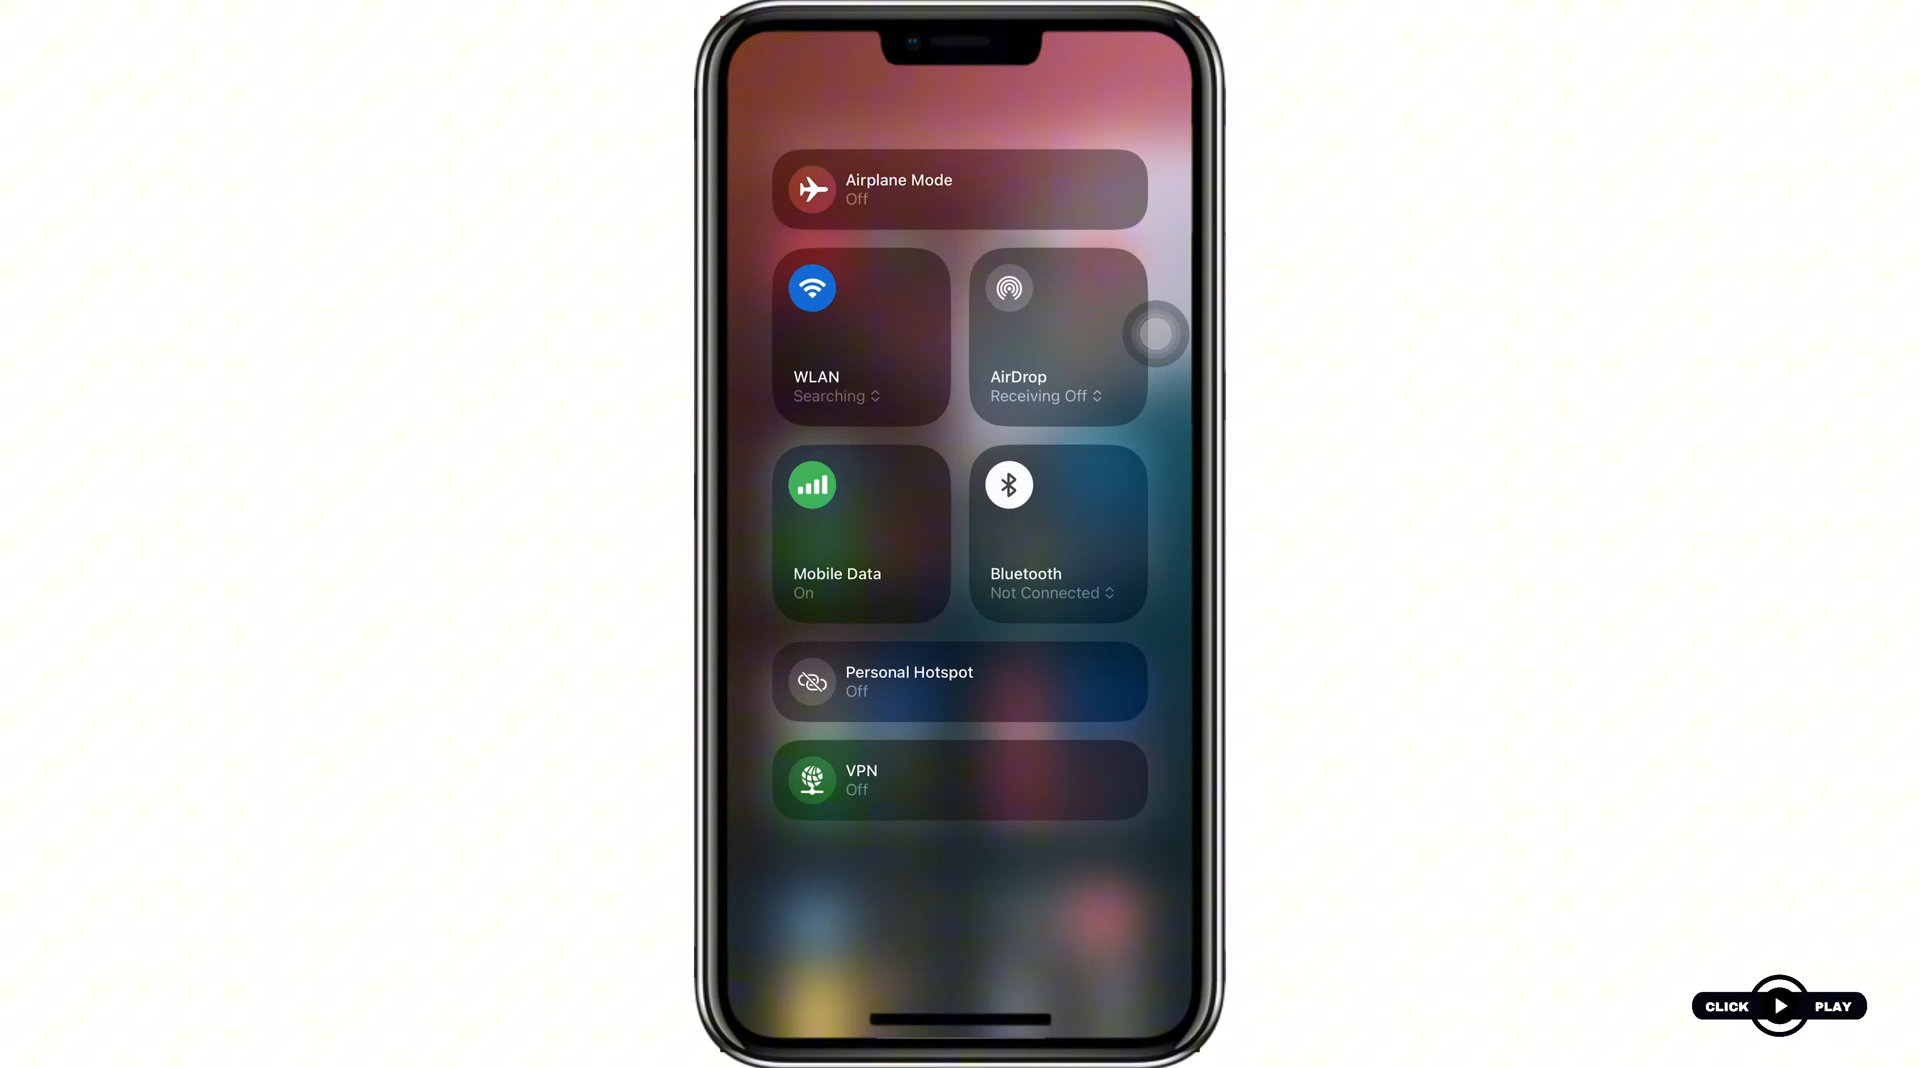 Airplane Mode
Off
WLAN
Searching
AirDrop
Receiving Off
Mobile Data
On
Bluetooth
Not Connected
Personal Hotspot
Off
VPN
Off
CLICK PLAY